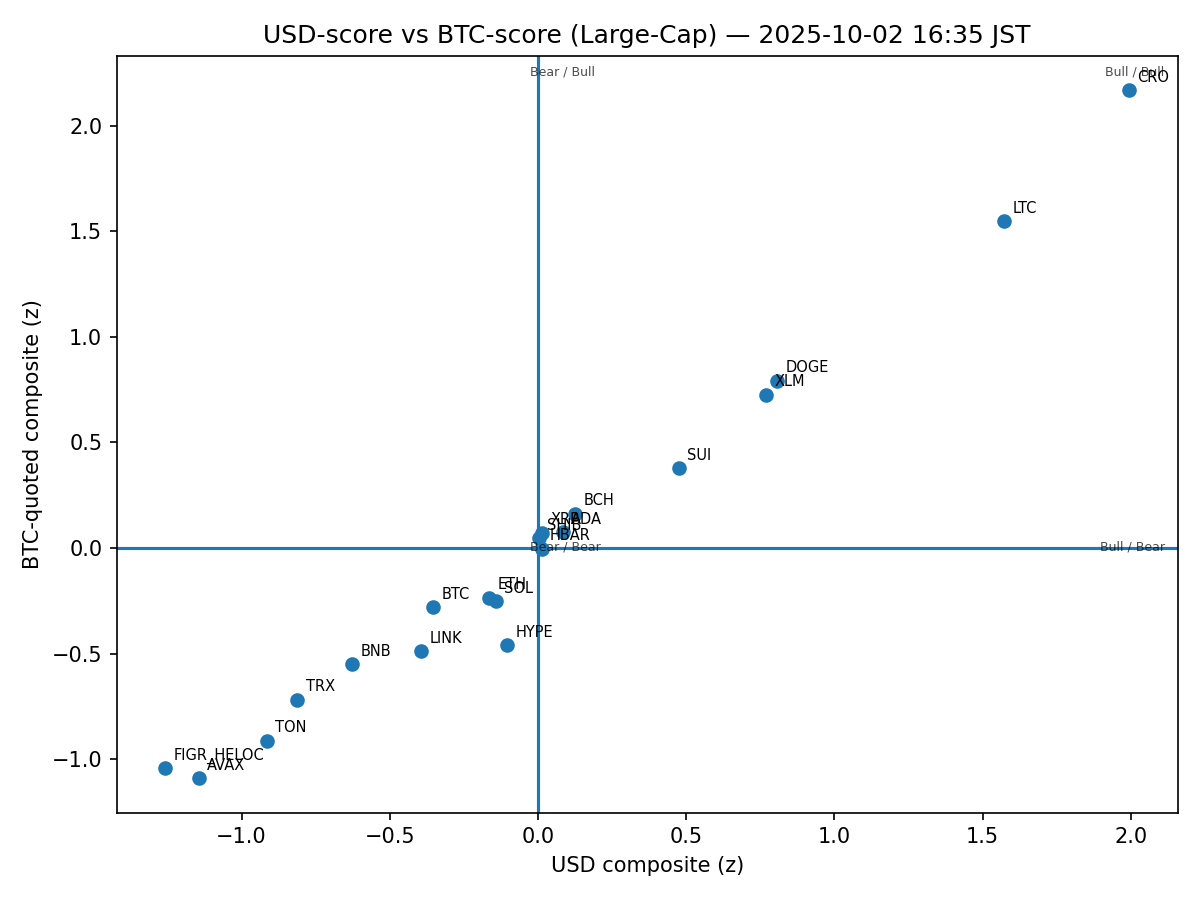 USD-score vs BTC-score (Large-Cap) — 2025-10-02 16:35 JST
Bear / Bull
Bull / Bull
CRO
2.0
LTC
1.5
1.0
DOGE
XLM
0.5
SUI
BCH
XRP
ADA
SHIB
HBAR
0.0
Bear / Bear
Bull / Bear
ETH
SOL
BTC
HYPE
LINK
−0.5
BNB
TRX
TON
FIGR_HELOC
AVAX
−1.0
−1.0
−0.5
0.0
0.5
1.0
1.5
2.0
USD composite (z)
BTC-quoted composite (z)